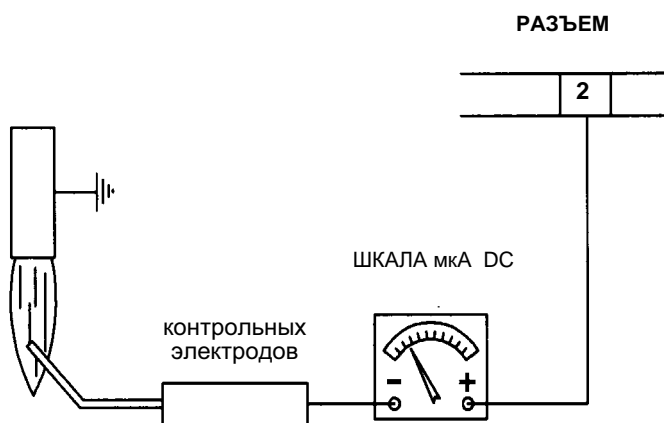 РАЗЪЕМ
2
ШКАЛА мкА DC
контрольных
электродов
- +